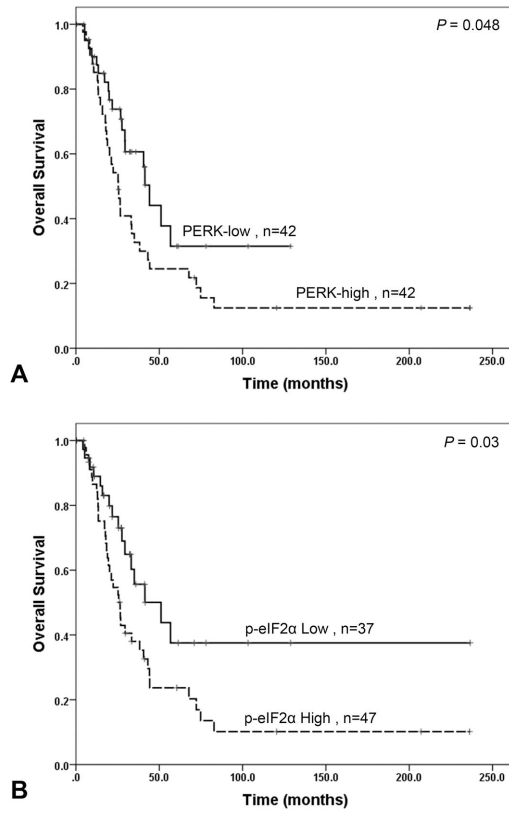 P = 0.048
1.0
0.8
0.6
0.4
0.2
0.0
Overall Survival
PERK-low , n=42
PERK-high , n=42
.0 50.0 100.0 150.0 200.0 250.0
Time (months)
A
P = 0.03
1.0
0.8
0.6
0.4
0.2
0.0
Overall Survival
p-eIF2α Low , n=37
p-eIF2α High , n=47
.0 50.0 100.0 150.0 200.0 250.0
Time (months)
B